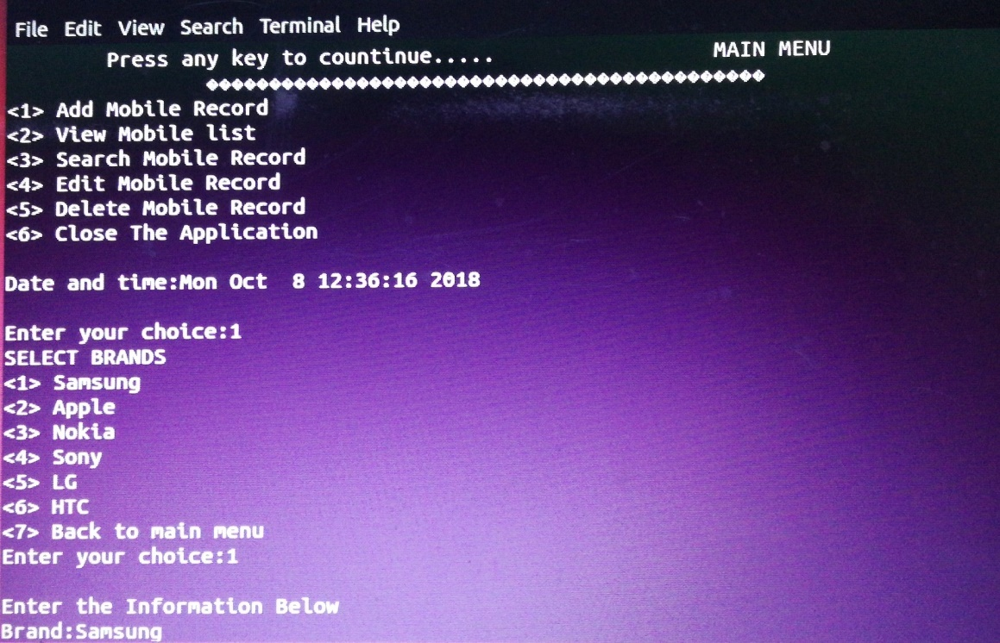 File Edit View Search Terminal Help
Press any key to countinue..... MAIN MENU
��������������������������������������������
<1> Add Mobile Record
<2> View Mobile list
<3> Search Mobile Record
<4> Edit Mobile Record
<5> Delete Mobile Record
<6> Close The Application
Date and time:Mon Oct  8 12:36:16 2018
Enter your choice:1
SELECT BRANDS
<1> Samsung
<2> Apple
<3> Nokia
<4> Sony
<5> LG
<6> HTC
<7> Back to main menu
Enter your choice:1
Enter the Information Below
Brand:Samsung